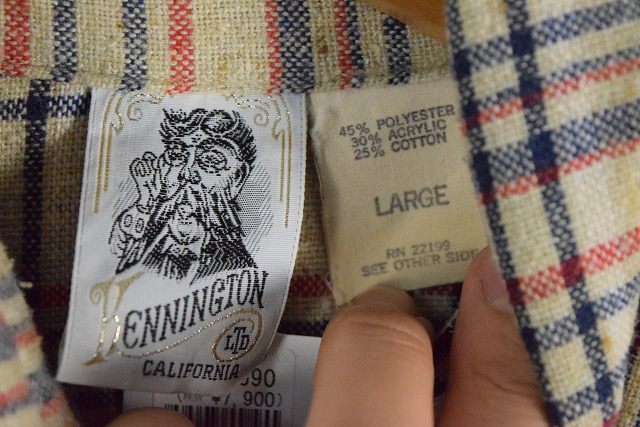 KENNINGTON
LTD
CALIFORNIA
45% POLYESTER
30% ACRYLIC
25% COTTON
LARGE
RN 22199
SEE OTHER SIDE